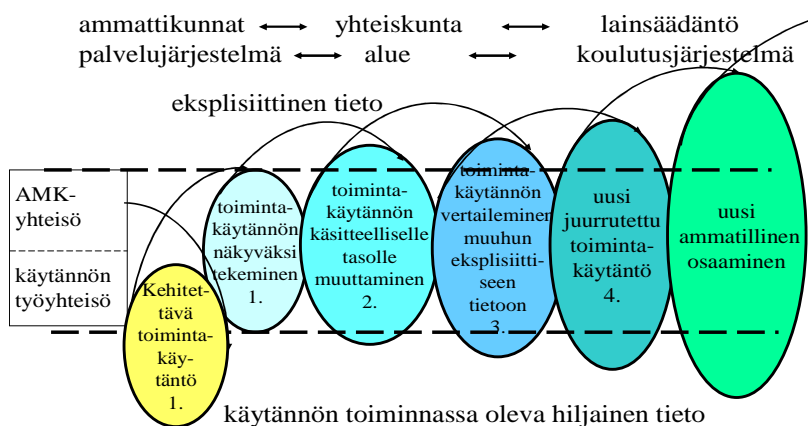 ammattikunnat yhteiskunta lainsäädäntö
palvelujärjestelmä alue koulutusjärjestelmä
eksplisiittinen tieto
AMK-
yhteisö
käytännön
työyhteisö
Kehitet-
tävä
toiminta-
käy-
täntö
1.
toiminta-
käytännön
näkyväksi
tekeminen
1.
toiminta-
käytännön
käsitteelliselle
tasolle
muuttaminen
2.
toiminta-
käytännön
vertaileminen
muuhun
eksplisiitti-
seen
tietoon
3.
uusi
juurrutettu
toiminta-
käytäntö
4.
uusi
ammatillinen
osaaminen
käytännön toiminnassa oleva hiljainen tieto